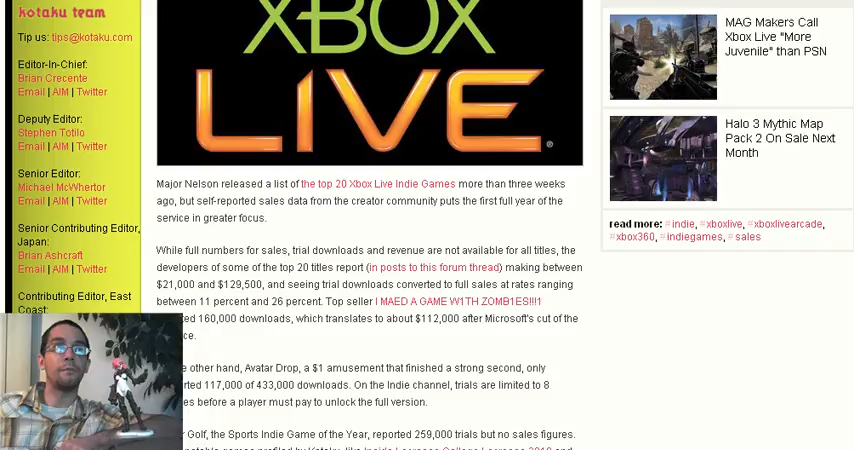 kotaku team
Tip us: tips@kotaku.com
Editor-In-Chief:
Brian Crecente
Email | AIM | Twitter
Deputy Editor:
Stephen Totilo
Email | AIM | Twitter
Senior Editor:
Michael McWhertor
Email | AIM | Twitter
Senior Contributing Editor,
Japan:
Brian Ashcraft
Email | AIM | Twitter
Contributing Editor, East
Coast:
XBOX
LIVE®
Major Nelson released a list of the top 20 Xbox Live Indie Games more than three weeks
ago, but self-reported sales data from the creator community puts the first full year of the
service in greater focus.
While full numbers for sales, trial downloads and revenue are not available for all titles, the
developers of some of the top 20 titles report (in posts to this forum thread) making between
$21,000 and $129,500, and seeing trial downloads converted to full sales at rates ranging
between 11 percent and 26 percent. Top seller I MAED A GAME W1TH ZOMB1ES!!!1
160,000 downloads, which translates to about $112,000 after Microsoft's cut of the
other hand, Avatar Drop, a $1 amusement that finished a strong second, only
117,000 of 433,000 downloads. On the Indie channel, trials are limited to 8
before a player must pay to unlock the full version.
Golf, the Sports Indie Game of the Year, reported 259,000 trials but no sales figures.
games profiled by Kotaku, like Inside Lacrosse College Lacrosse 2010 and
MAG Makers Call
Xbox Live "More
Juvenile" than PSN
Halo 3 Mythic Map
Pack 2 On Sale Next
Month
read more: #indie, #xboxlive, #xboxlivearcade,
#xbox360, #indiegames, #sales